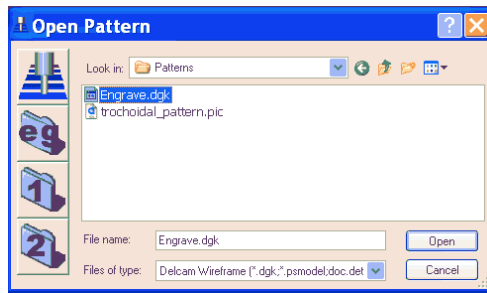 Open Pattern
Look in: Patterns
Engrave.dgk
trochoidal_pattern.pic
eg
1
2
File name: Engrave.dgk Open
Files of type: Delcam Wireframe (*.dgk;*.psmodel;doc.det Cancel